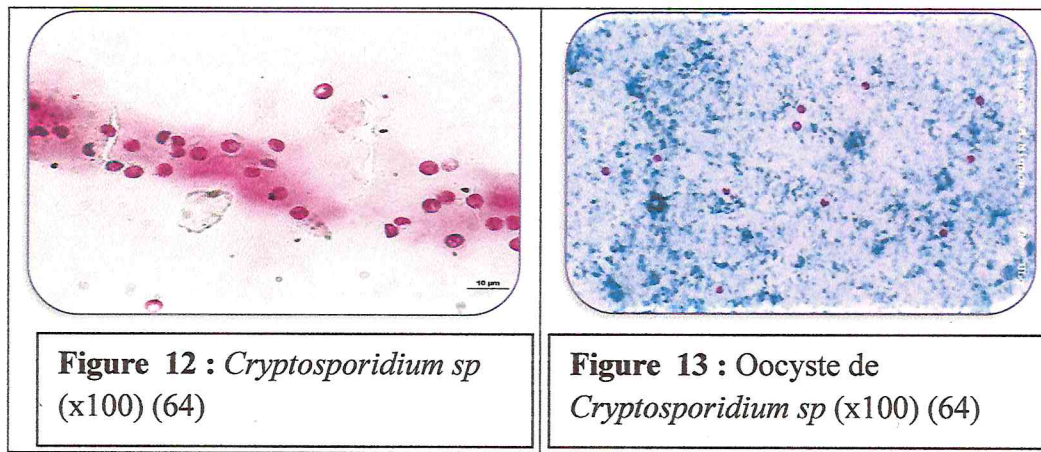 10 µm
Figure 12 : Cryptosporidium sp
(x100) (64)
Figure 13 : Oocyste de
Cryptosporidium sp (x100) (64)